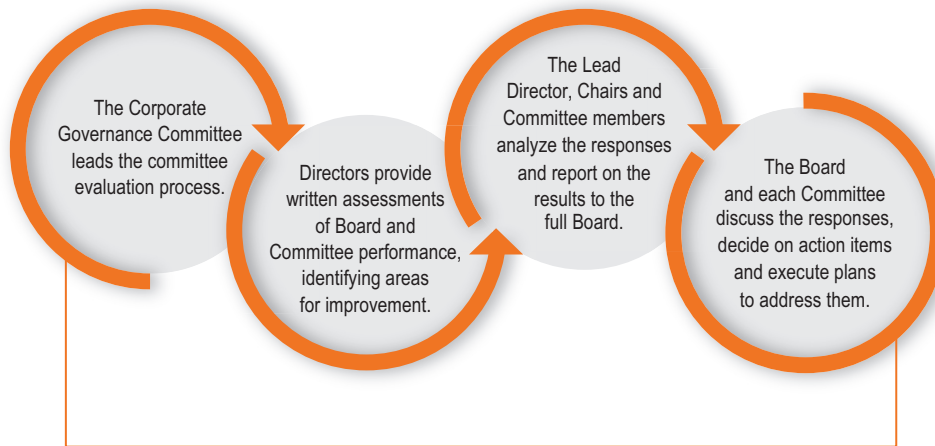 The Corporate
Governance Committee
leads the committee
evaluation process.
Directors provide
written assessments
of Board and
Committee performance,
identifying areas
for improvement.
The Lead
Director, Chairs and
Committee members
analyze the responses
and report on the
results to the
full Board.
The Board
and each Committee
discuss the responses,
decide on action items
and execute plans
to address them.